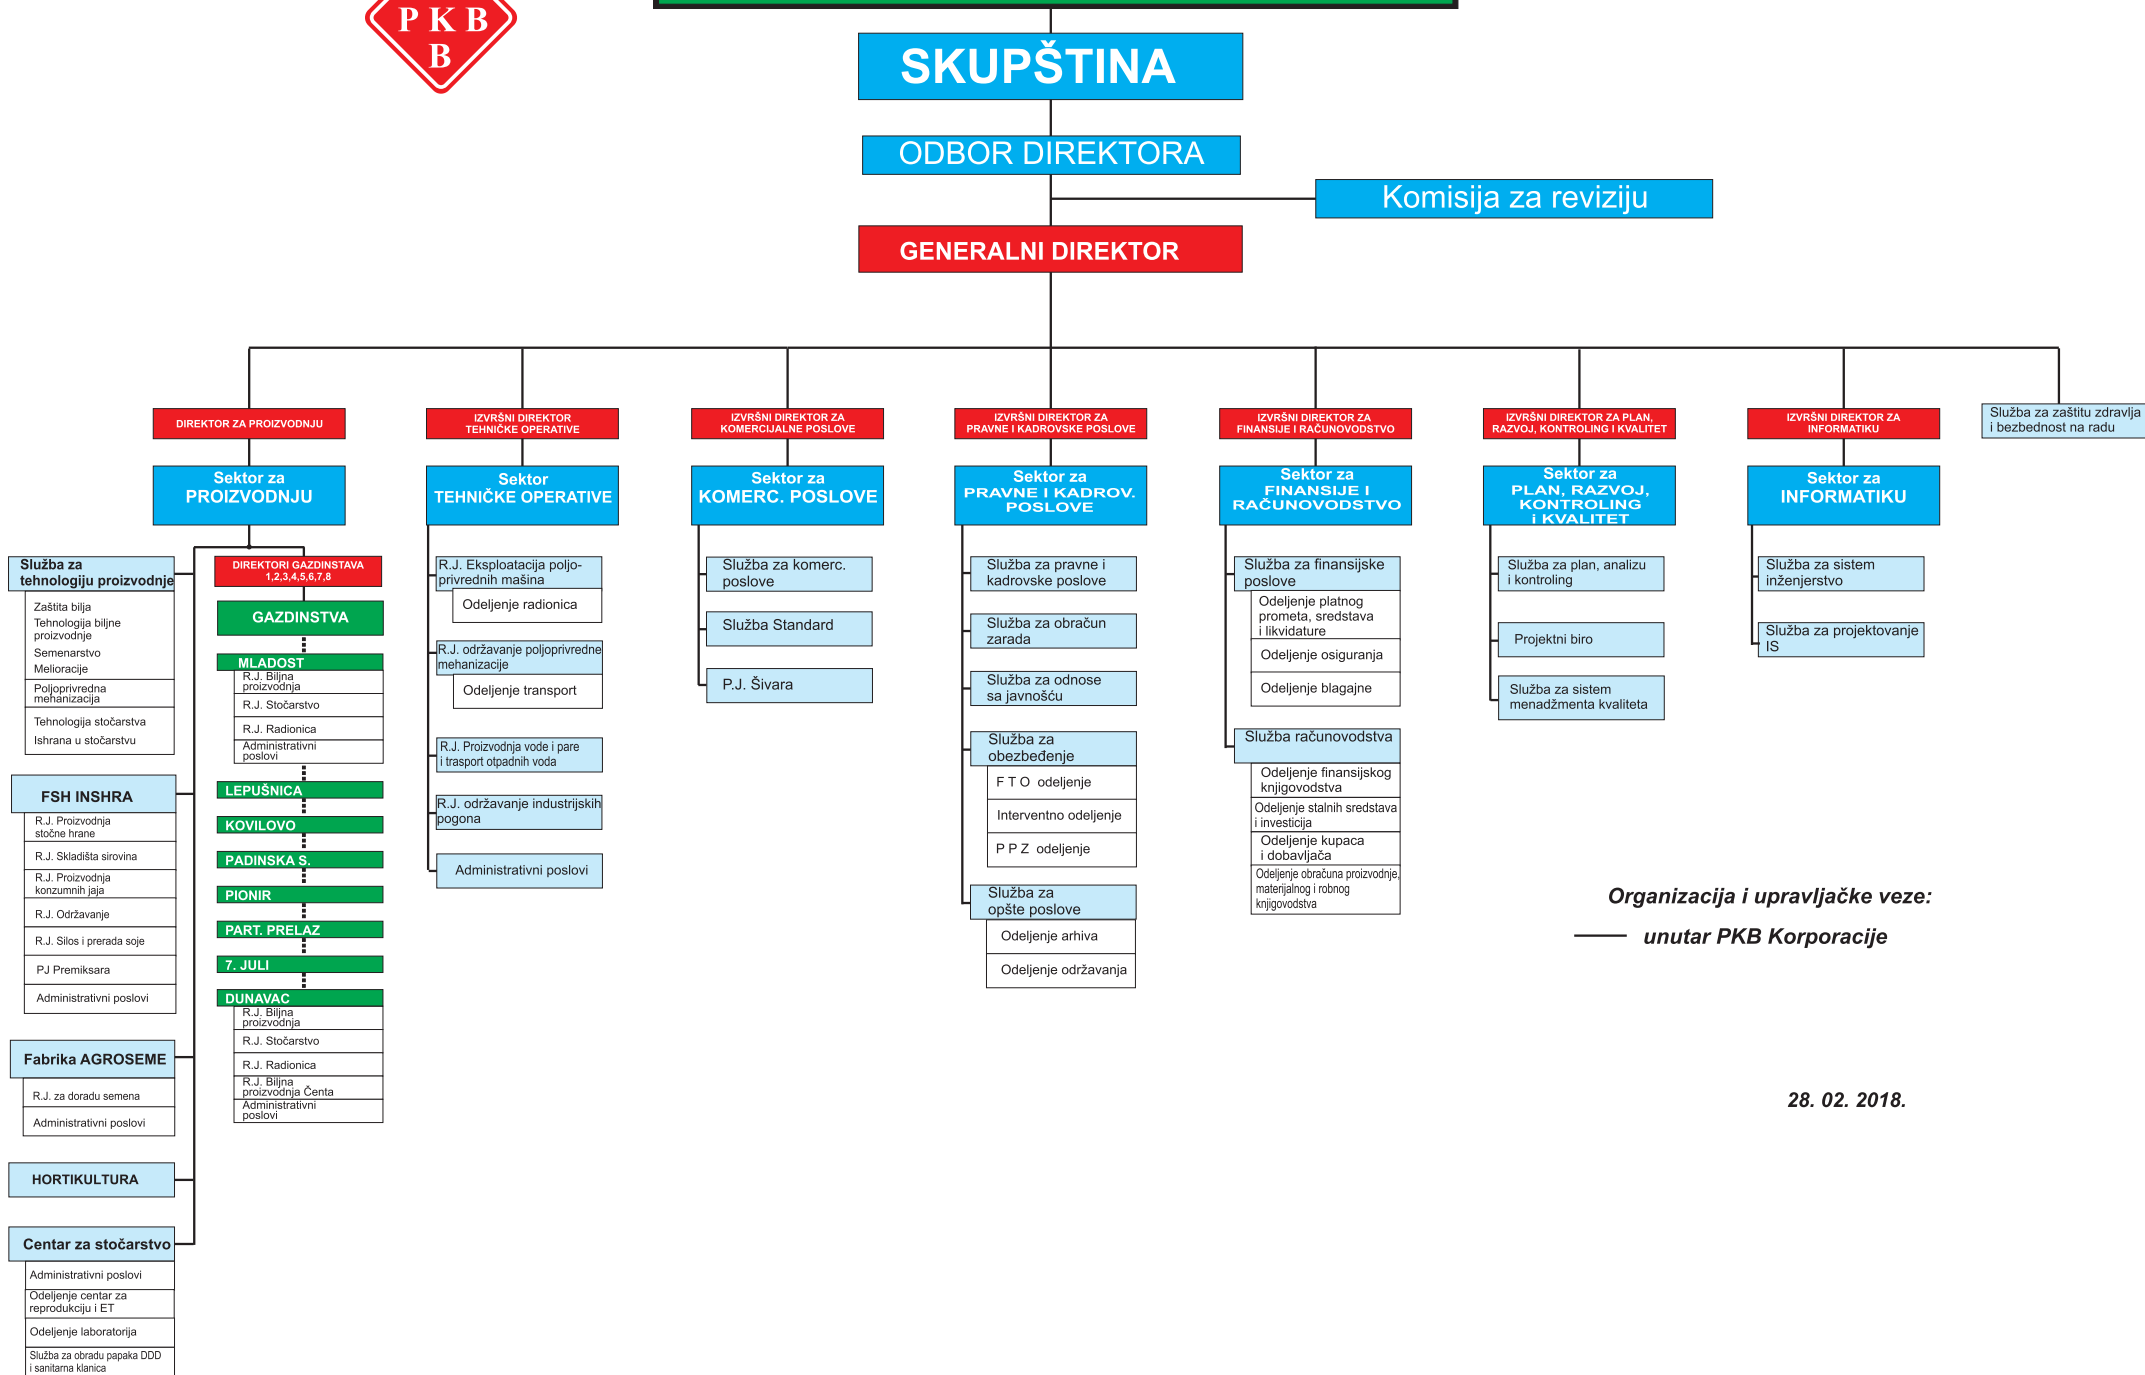 PKB
B
SKUPŠTINA
ODBOR DIREKTORA
Komisija za reviziju
GENERALNI DIREKTOR
DIREKTOR ZA PROIZVODNJU
IZVRŠNI DIREKTOR
TEHNIČKE OPERATIVE
IZVRŠNI DIREKTOR ZA
KOMERCIJALNE POSLOVE
IZVRŠNI DIREKTOR ZA
PRAVNE I KADROVSKE POSLOVE
IZVRŠNI DIREKTOR ZA
FINANSIJE I RAČUNOVODSTVO
IZVRŠNI DIREKTOR ZA PLAN,
RAZVOJ, KONTROLING I KVALITET
IZVRŠNI DIREKTOR ZA
INFORMATIKU
Služba za zaštitu zdravlja
i bezbednost na radu
Sektor za
PROIZVODNJU
Sektor
TEHNIČKE OPERATIVE
Sektor za
KOMERC. POSLOVE
Sektor za
PRAVNE I KADROV.
POSLOVE
Sektor za
FINANSIJE I
RAČUNOVODSTVO
Sektor za
PLAN, RAZVOJ,
KONTROLING
i KVALITET
Sektor za
INFORMATIKU
Služba za
tehnologiju proizvodnje
Zaštita bilja
Tehnologija biljne
proizvodnje
Semenarstvo
Melioracije
Poljoprivredna
mehanizacija
Tehnologija stočarstva
Ishrana u stočarstvu
FSH INSHRA
R.J. Proizvodnja
stočne hrane
R.J. Skladišta sirovina
R.J. Proizvodnja
konzumnih jaja
R.J. Održavanje
R.J. Silos i prerada soje
PJ Premiksara
Administrativni poslovi
Fabrika AGROSEME
R.J. za doradu semena
Administrativni poslovi
HORTIKULTURA
Centar za stočarstvo
Administrativni poslovi
Odeljenje centar za
reprodukciju i ET
Odeljenje laboratorija
Služba za obradu papaka DDD
i sanitarna klanica
DIREKTORI GAZDINSTAVA
1,2,3,4,5,6,7,8
GAZDINSTVA
MLADOST
R.J. Biljna
proizvodnja
R.J. Stočarstvo
R.J. Radionica
Administrativni
poslovi
LEPUŠNICA
KOVILOVO
PADINSKA S.
PIONIR
PART. PRELAZ
7. JULI
DUNAVAC
R.J. Biljna
proizvodnja
R.J. Stočarstvo
R.J. Radionica
R.J. Biljna
proizvodnja Čenta
Administrativni
poslovi
R.J. Eksploatacija poljo-
privrednih mašina
Odeljenje radionica
R.J. održavanje poljoprivredne
mehanizacije
Odeljenje transport
R.J. Proizvodnja vode i pare
i trasport otpadnih voda
R.J. održavanje industrijskih
pogona
Administrativni poslovi
Služba za komerc.
poslove
Služba Standard
P.J. Šivara
Služba za pravne i
kadrovske poslove
Služba za obračun
zarada
Služba za odnose
sa javnošću
Služba za
obezbeđenje
F T O odeljenje
Interventno odeljenje
P P Z odeljenje
Služba za
opšte poslove
Odeljenje arhiva
Odeljenje održavanja
Služba za finansijske
poslove
Odeljenje platnog
prometa, sredstava
i likvidature
Odeljenje osiguranja
Odeljenje blagajne
Služba računovodstva
Odeljenje finansijskog
knjigovodstva
Odeljenje stalnih sredstava
i investicija
Odeljenje kupaca
i dobavljača
Odeljenje obračuna proizvodnje,
materijalnog i robnog
knjigovodstva
Služba za plan, analizu
i kontroling
Projektni biro
Služba za sistem
menadžmenta kvaliteta
Služba za sistem
inženjerstvo
Služba za projektovanje
IS
Organizacija i upravljačke veze:
unutar PKB Korporacije
28. 02. 2018.